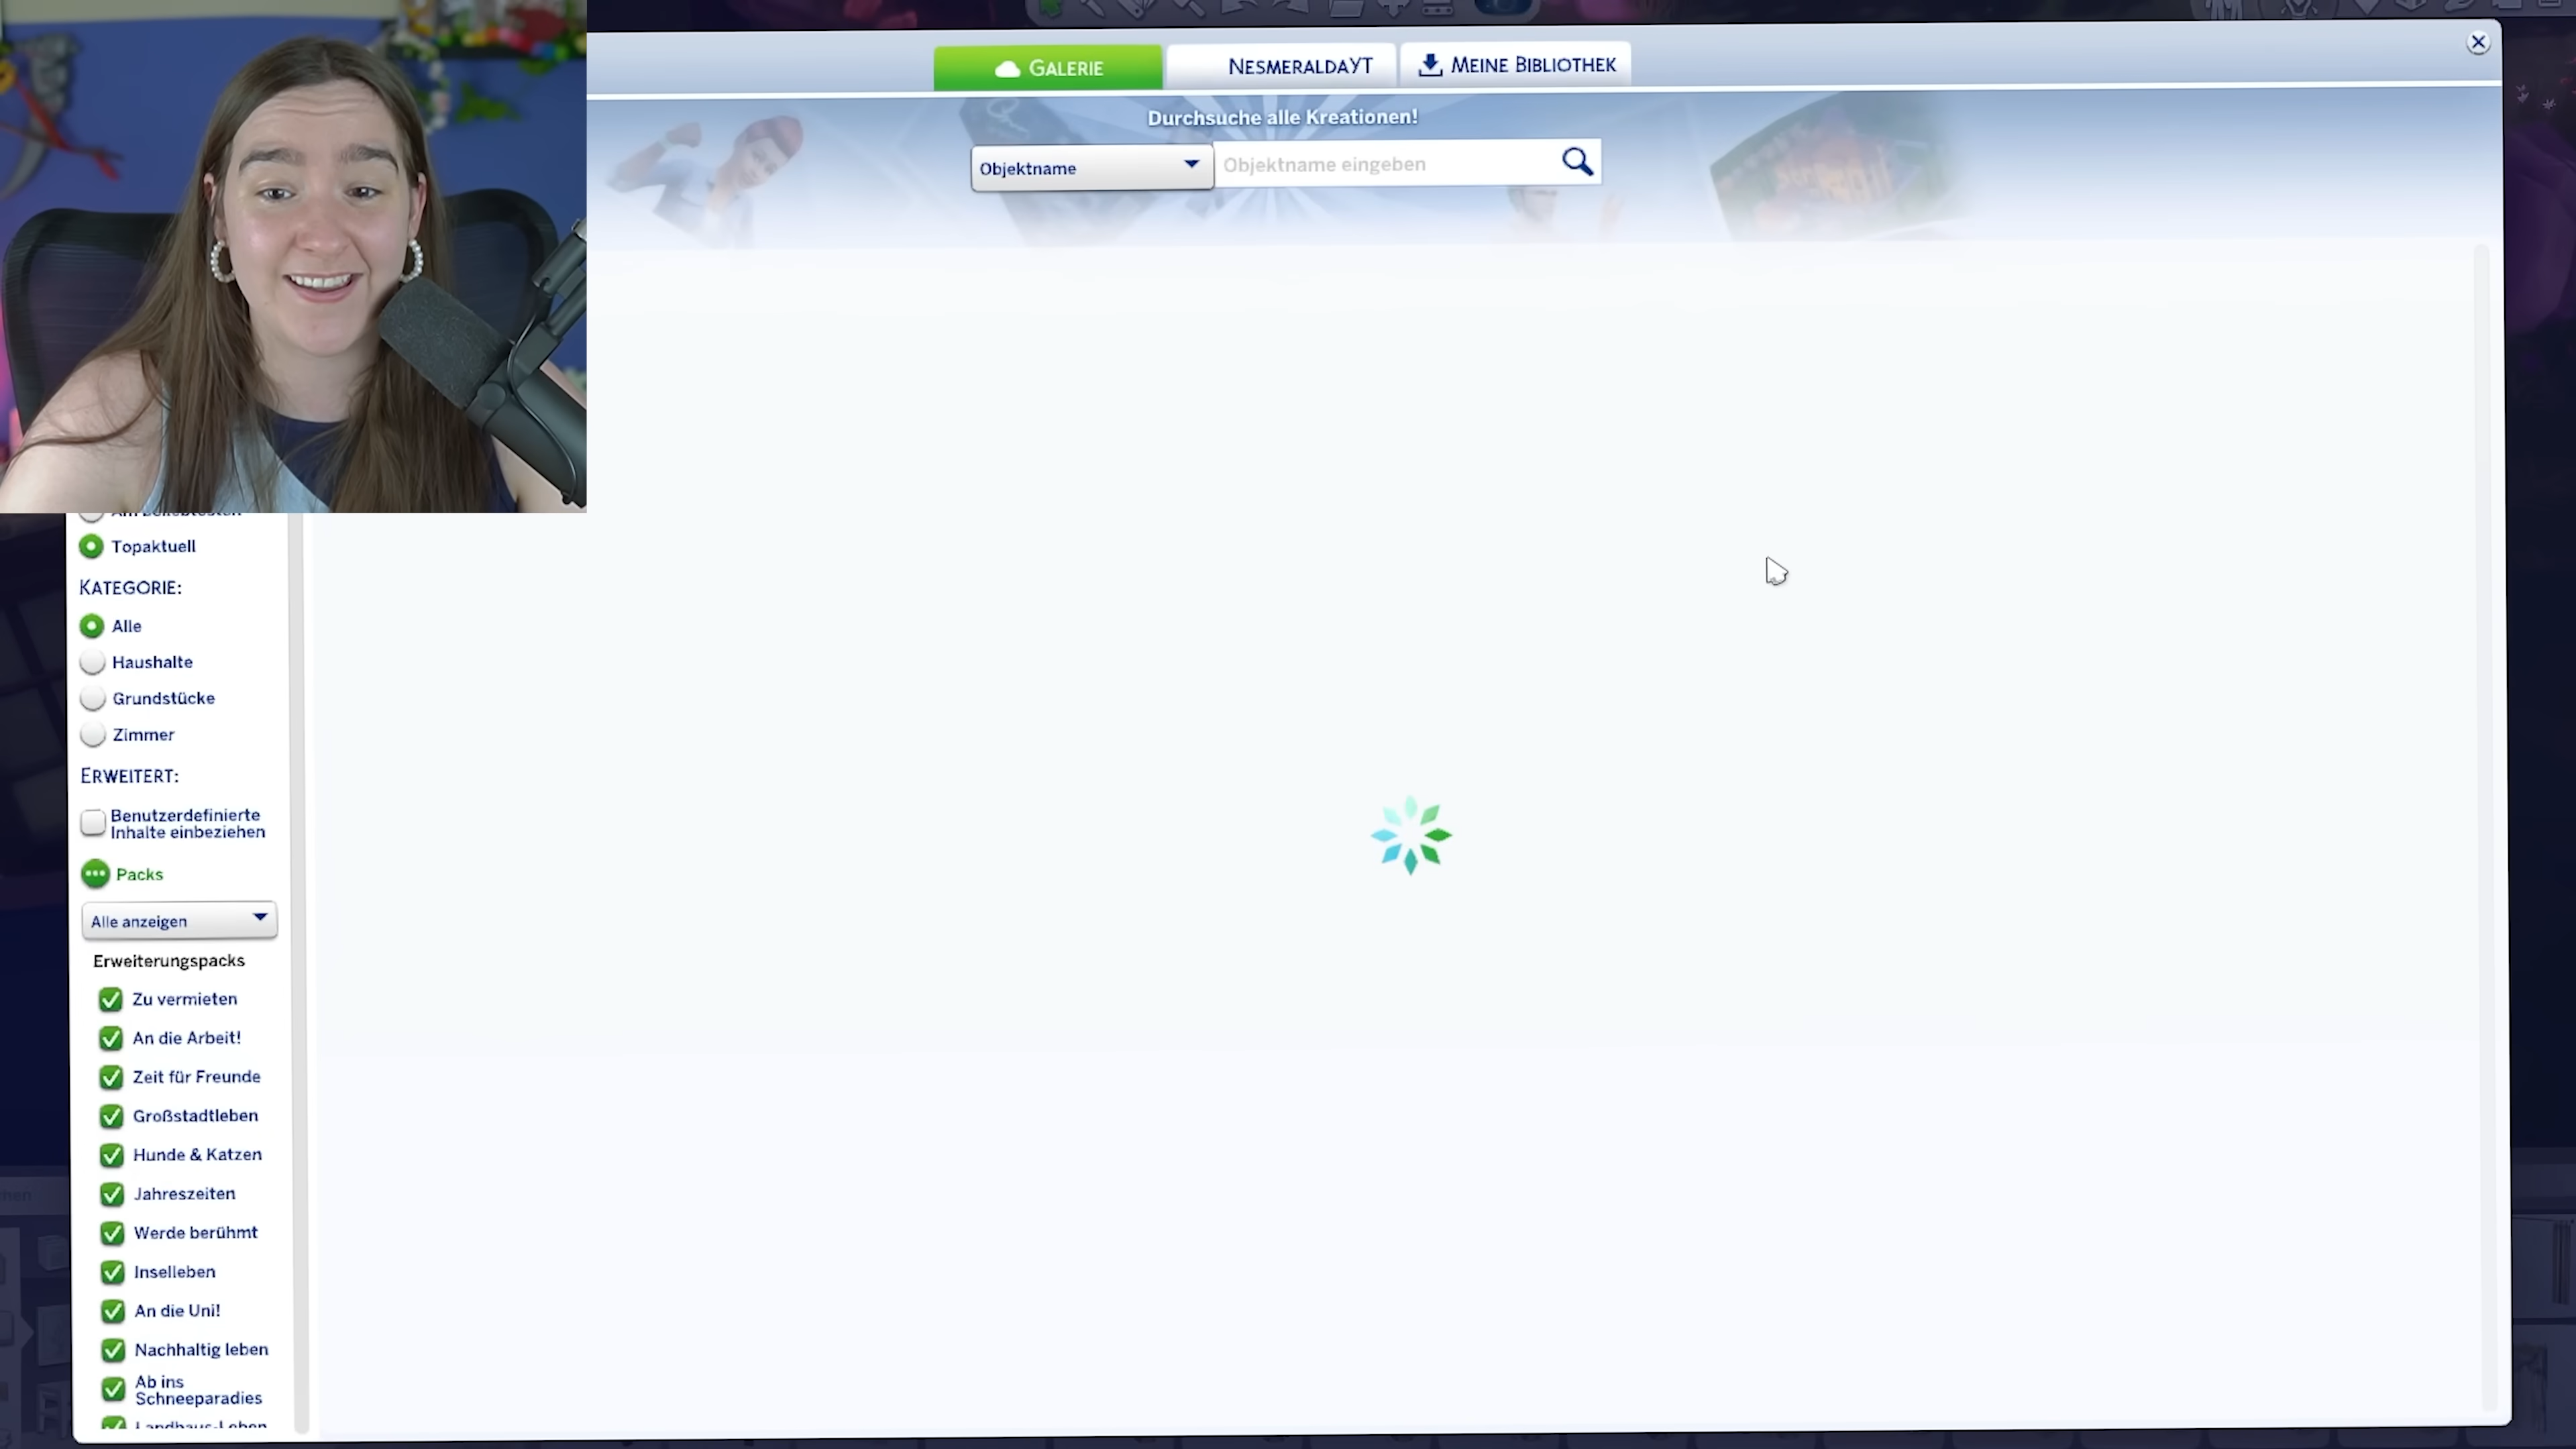 GALERIE
NESMERALDAYT
MEINE BIBLIOTHEK
Durchsuche alle Kreationen!
Objektname
Objektname eingeben
Topaktuell
KATEGORIE:
Alle
Haushalte
Grundstücke
Zimmer
ERWEITERT:
Benutzerdefinierte
Inhalte einbeziehen
Packs
Alle anzeigen
Erweiterungspacks
Zu vermieten
An die Arbeit!
Zeit für Freunde
Großstadtleben
Hunde & Katzen
Jahreszeiten
Werde berühmt
Inselleben
An die Uni!
Nachhaltig leben
Ab ins
Schneeparadies